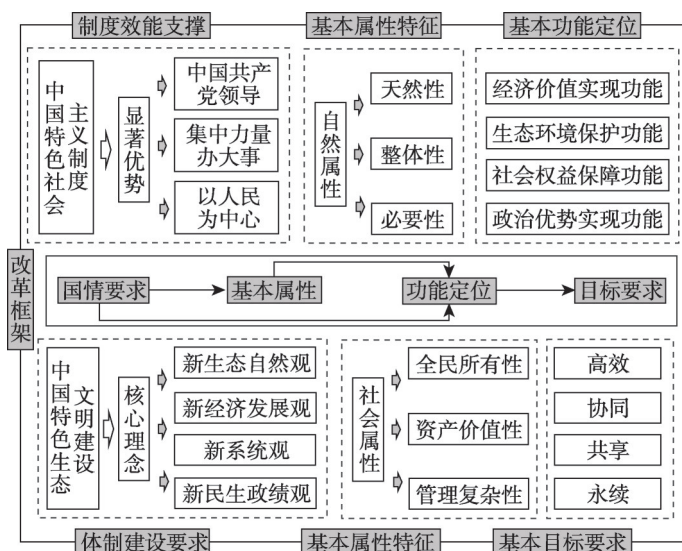 制度效能支撑
基本属性特征
基本功能定位
中国特色社会
主义制度
显著优势
中国共产
党领导
集中力量
办大事
以人民
为中心
自然属性
天然性
整体性
必要性
经济价值实现功能
生态环境保护功能
社会权益保障功能
政治优势实现功能
改革框架
国情要求
基本属性
功能定位
目标要求
中国特色生态
文明建设
核心理念
新生态自然观
新经济发展观
新系统观
新民生政绩观
社会属性
全民所有性
资产价值性
管理复杂性
高效
协同
共享
永续
体制建设要求
基本属性特征
基本目标要求